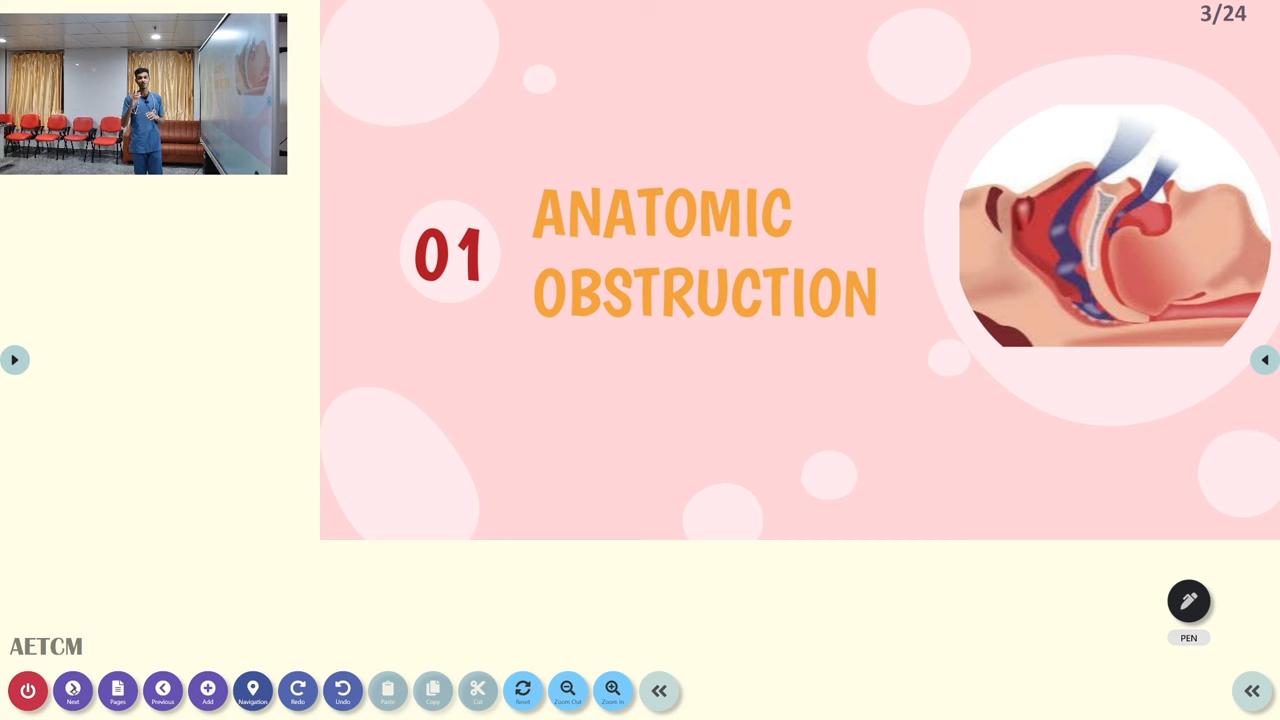 3/24
01
ANATOMIC
OBSTRUCTION
PEN
AETCM
Next
Pages
Previous
Add
Navigation
Redo
Undo
Paste
Copy
Cut
Reset
Zoom Out
Zoom In